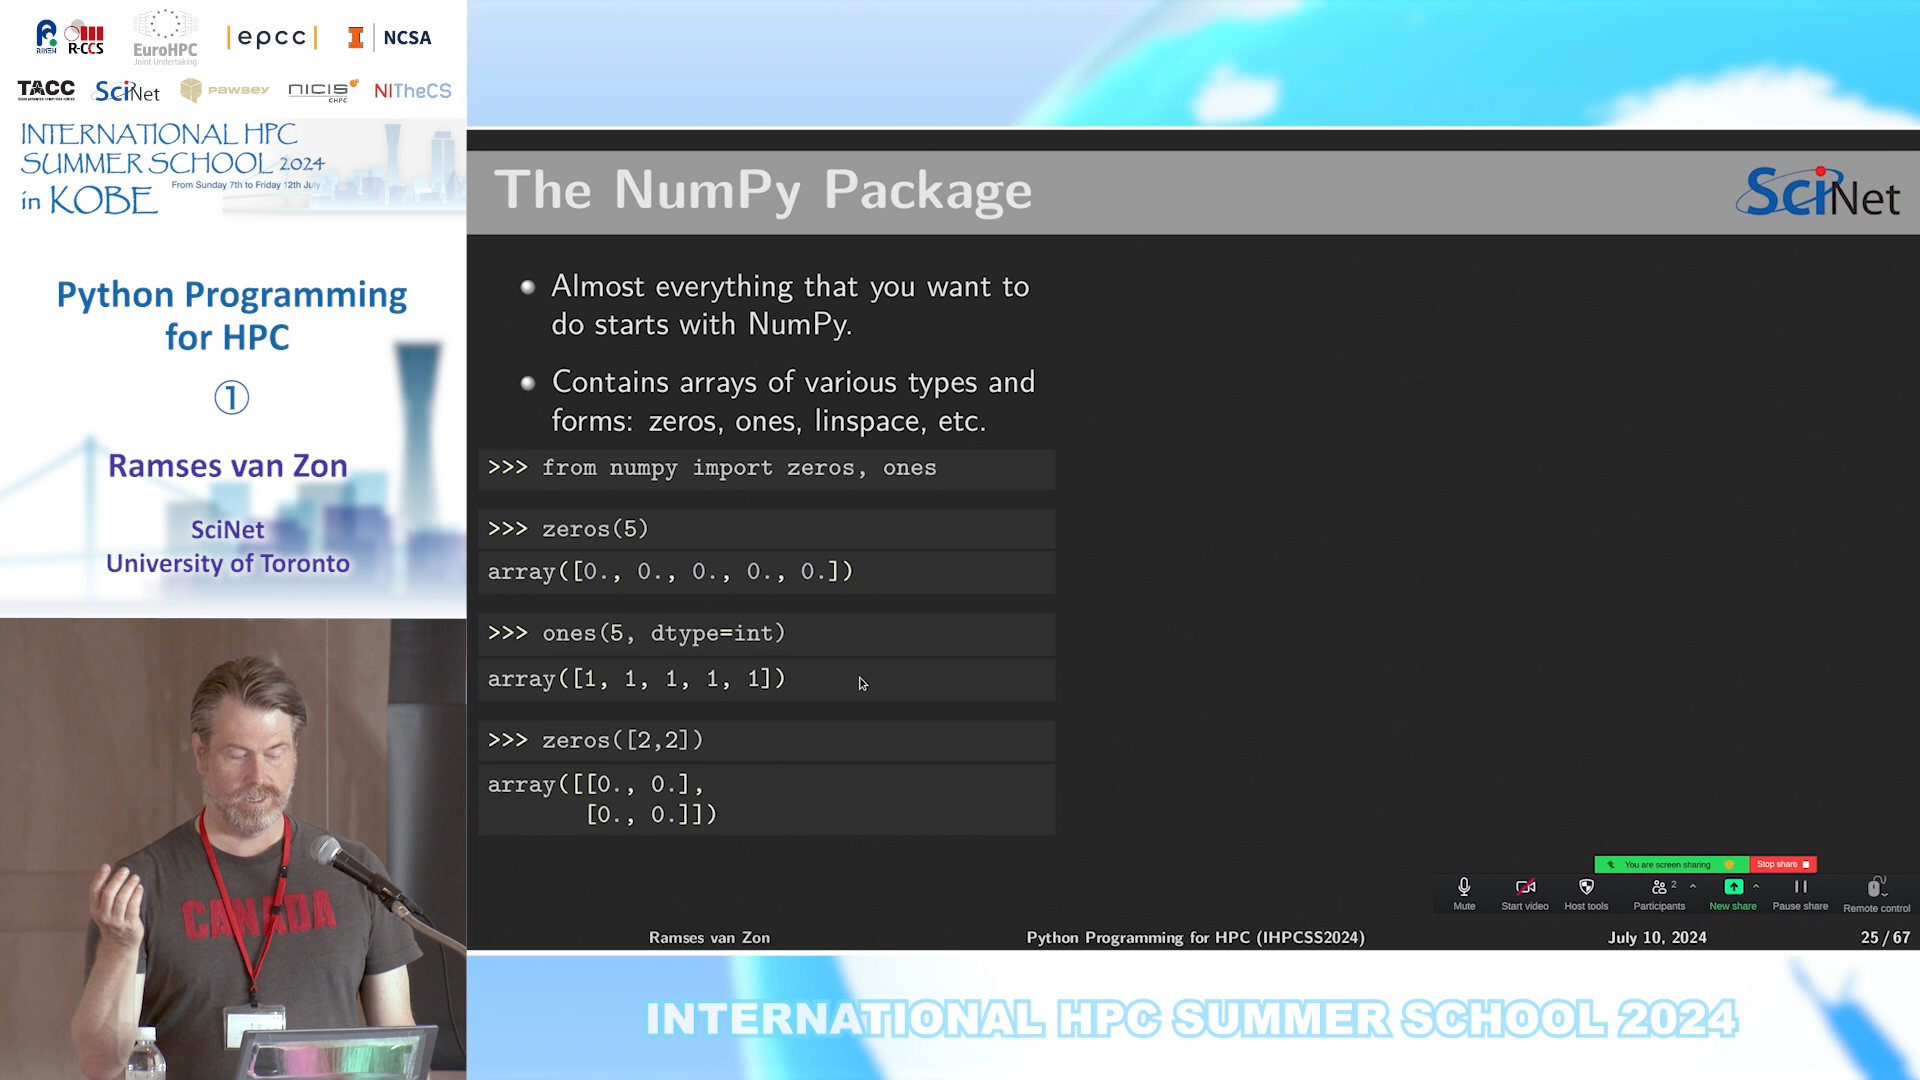 RIKEN
R-CCS
EuroHPC
Joint Undertaking
epcc
NCSA
TACC
SciNet
PAWSEY
NICIS
CHPC
NITheCS
INTERNATIONAL HPC
SUMMER SCHOOL 2024
in KOBE
From Sunday 7th to Friday 12th July
Python Programming
for HPC
①
Ramses van Zon
SciNet
University of Toronto
CANADA
The NumPy Package
SciNet
Almost everything that you want to
do starts with NumPy.
Contains arrays of various types and
forms: zeros, ones, linspace, etc.
>>> from numpy import zeros, ones
>>> zeros(5)
array([0., 0., 0., 0., 0.])
>>> ones(5, dtype=int)
array([1, 1, 1, 1, 1])
>>> zeros([2,2])
array([[0., 0.],
[0., 0.]])
You are screen sharing
Stop share
Mute
Start video
Host tools
2
Participants
New share
Pause share
Remote control
Ramses van Zon
Python Programming for HPC (IHPCSS2024)
July 10, 2024
25 / 67
INTERNATIONAL HPC SUMMER SCHOOL 2024